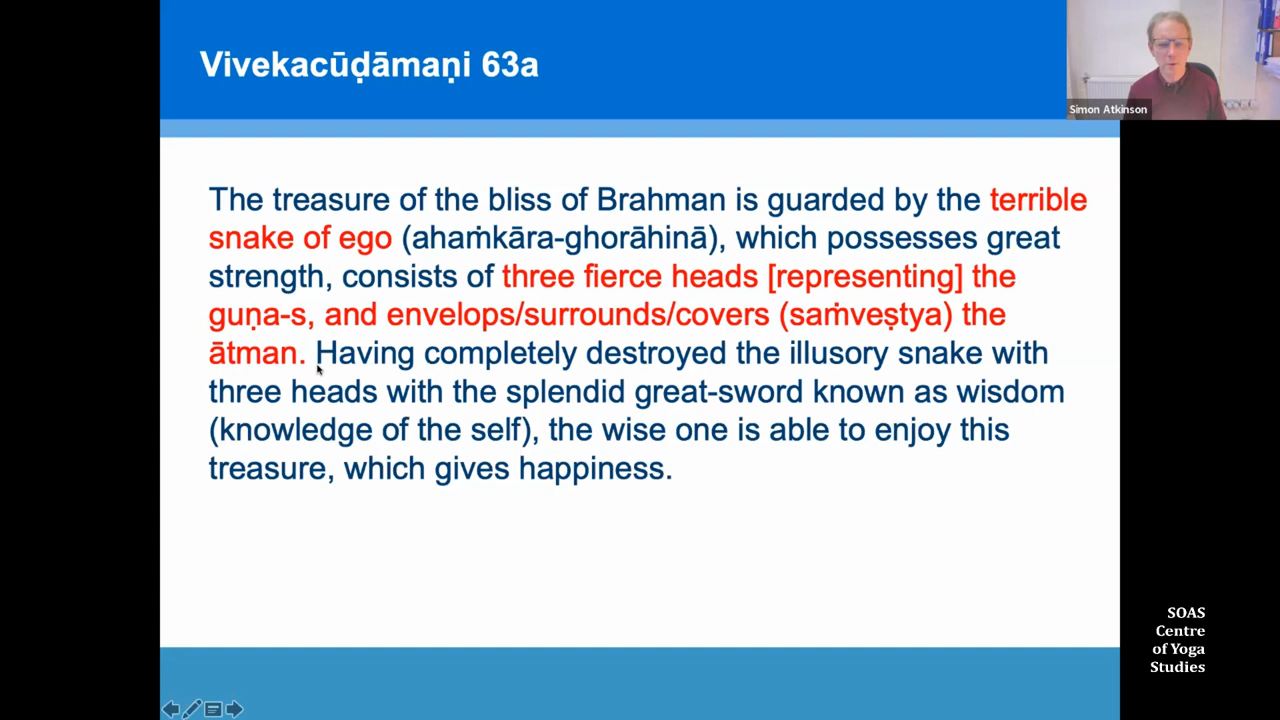 Vivekacūḍāmaṇi 63a
Simon Atkinson
The treasure of the bliss of Brahman is guarded by the terrible
snake of ego (ahaṁkāra-ghorāhinā), which possesses great
strength, consists of three fierce heads [representing] the
guṇa-s, and envelops/surrounds/covers (saṁveṣtya) the
ātman. Having completely destroyed the illusory snake with
three heads with the splendid great-sword known as wisdom
(knowledge of the self), the wise one is able to enjoy this
treasure, which gives happiness.
SOAS
Centre
of Yoga
Studies